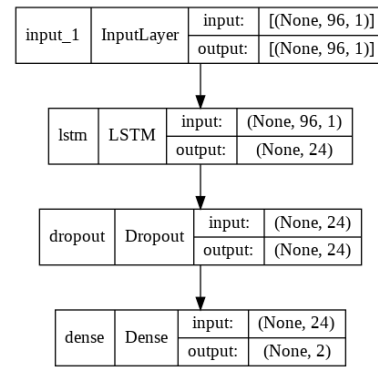 input_1 InputLayer input: [(None, 96, 1)]
output: [(None, 96, 1)]
lstm LSTM input: (None, 96, 1)
output: (None, 24)
dropout Dropout input: (None, 24)
output: (None, 24)
dense Dense input: (None, 24)
output: (None, 2)